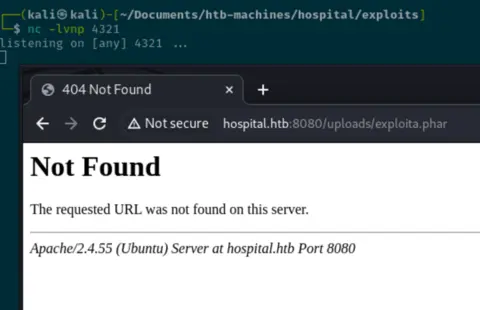 (kali㉿kali)-[~/Documents/htb-machines/hospital/exploits]
nc -lvnp 4321
listening on [any] 4321 ...
404 Not Found
Not secure hospital.htb:8080/uploads/exploita.phar
Not Found
The requested URL was not found on this server.
Apache/2.4.55 (Ubuntu) Server at hospital.htb Port 8080